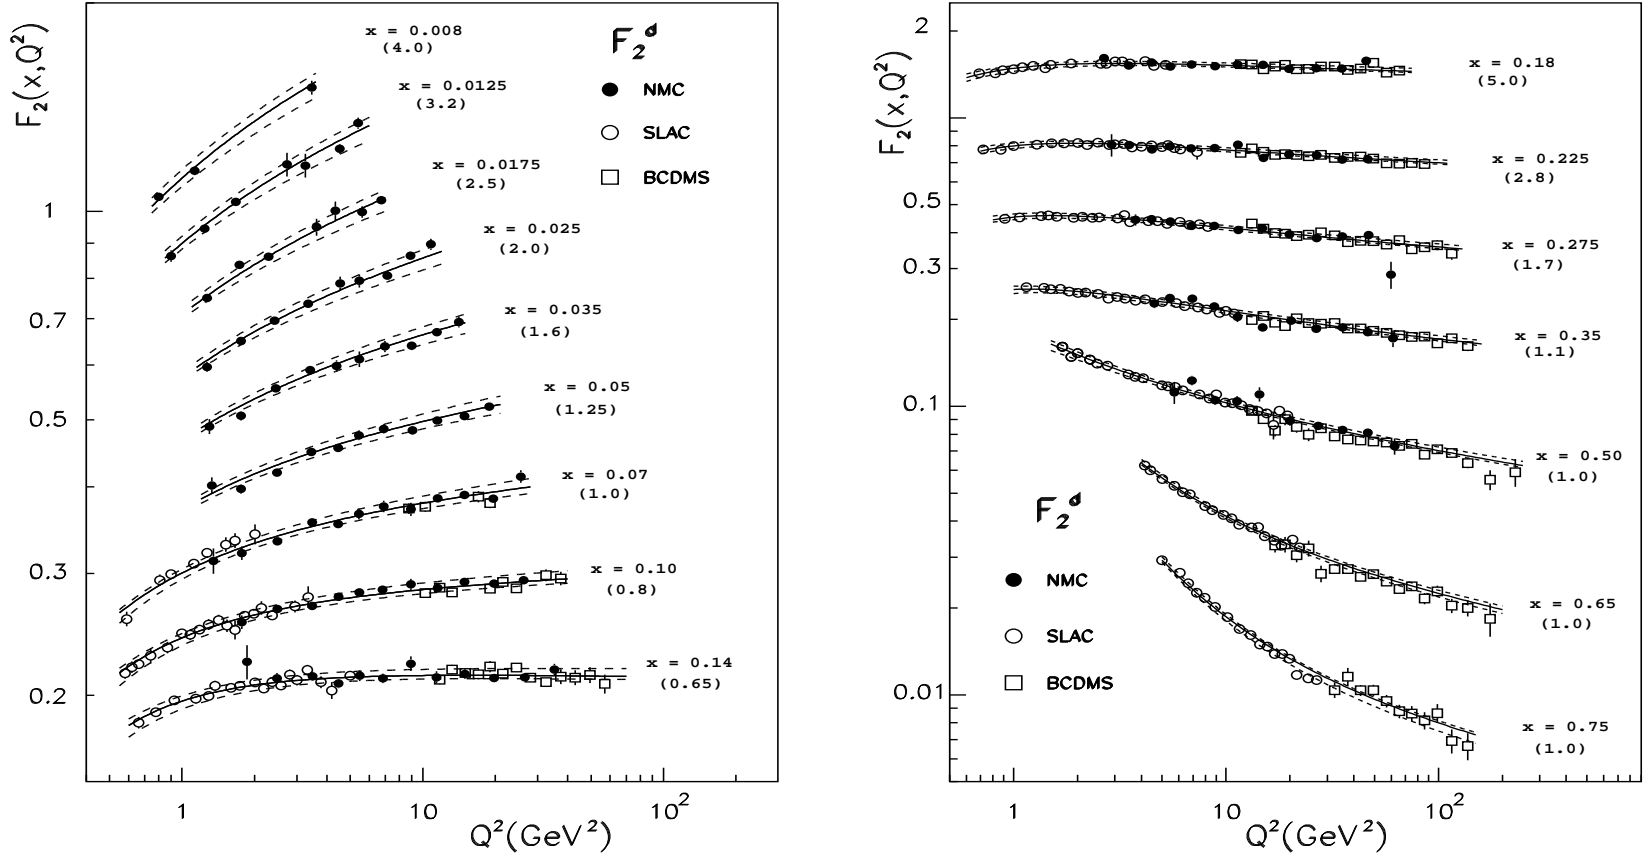 F₂(x,Q²)
x = 0.008
(4.0)
x = 0.0125
(3.2)
x = 0.0175
(2.5)
x = 0.025
(2.0)
x = 0.035
(1.6)
x = 0.05
(1.25)
x = 0.07
(1.0)
x = 0.10
(0.8)
x = 0.14
(0.65)
F₂ᵈ
NMC
SLAC
BCDMS
1
0.7
0.5
0.3
0.2
1
10
10²
Q²(GeV²)
F₂(x,Q²)
x = 0.18
(5.0)
x = 0.225
(2.8)
x = 0.275
(1.7)
x = 0.35
(1.1)
x = 0.50
(1.0)
x = 0.65
(1.0)
x = 0.75
(1.0)
F₂ᵈ
NMC
SLAC
BCDMS
2
0.5
0.3
0.1
0.01
1
10
10²
Q²(GeV²)